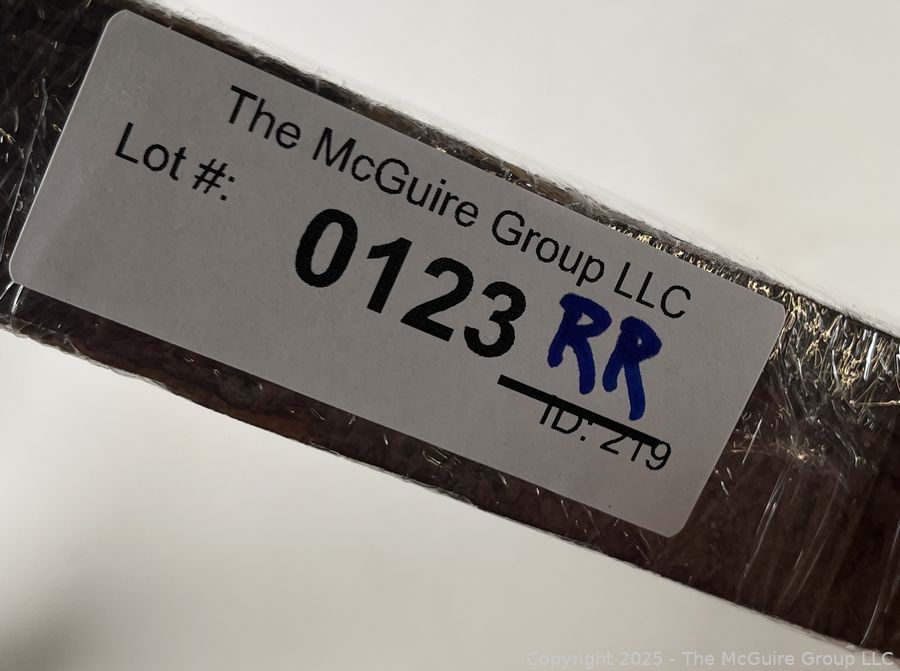 The McGuire Group LLC
Lot #:
0123 RR
ID: 219
Copyright 2025 - The McGuire Group LLC